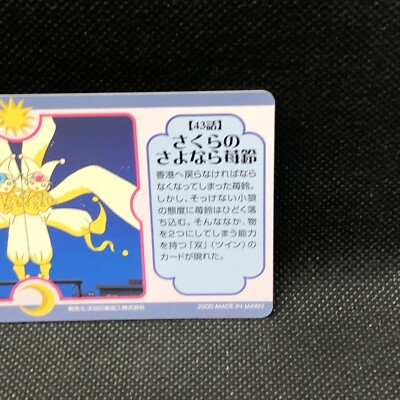 【43話】
さくらの
さよなら苺鈴
香港へ戻らなければなら
なくなってしまった苺鈴。
しかし、そっけない小狼
の態度に苺鈴はひどく落
ち込む。そんななか、物
を2つにしてしまう能力
を持つ「双」(ツイン)の
カードが現れた。
2000 MADE IN JAPAN